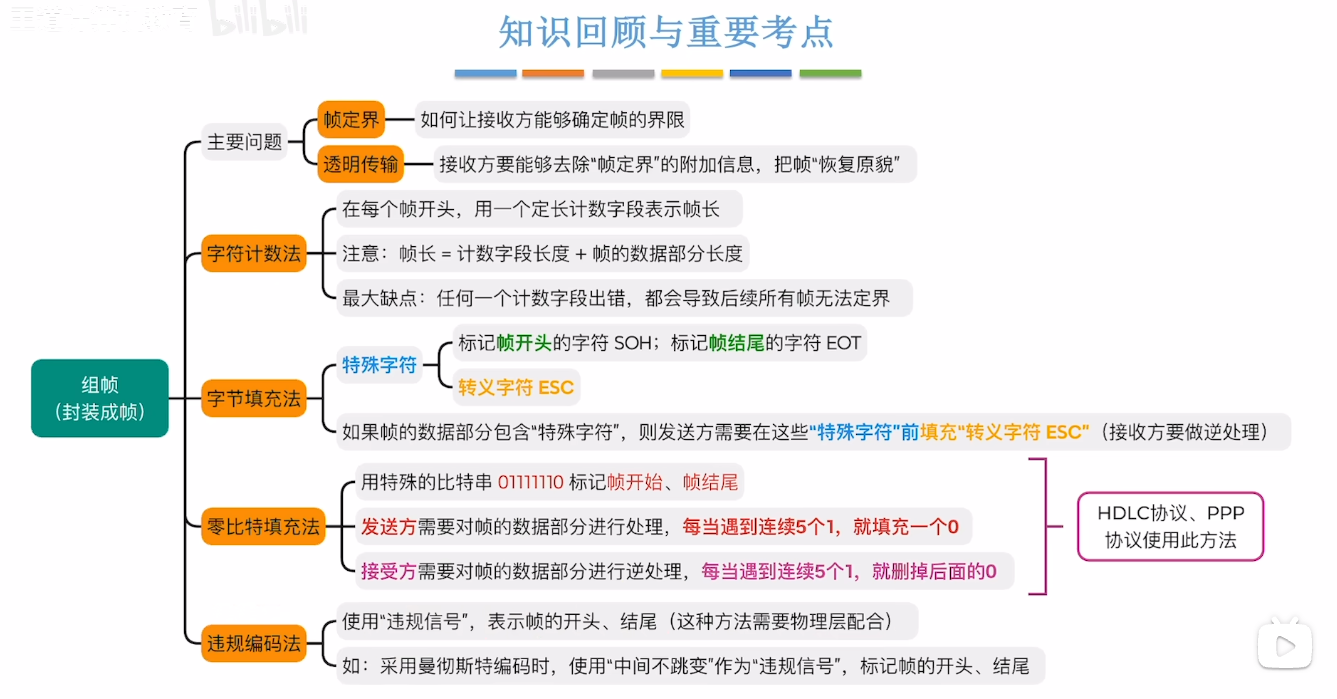 bilibili
知识回顾与重要考点
主要问题
帧定界
如何让接收方能够确定帧的界限
透明传输
接收方要能够去除“帧定界”的附加信息，把帧“恢复原貌”
字符计数法
在每个帧开头，用一个定长计数字段表示帧长
注意：帧长 = 计数字段长度 + 帧的数据部分长度
最大缺点：任何一个计数字段出错，都会导致后续所有帧无法定界
组帧
（封装成帧）
字节填充法
特殊字符
标记帧开头的字符 SOH；标记帧结尾的字符 EOT
转义字符 ESC
如果帧的数据部分包含“特殊字符”，则发送方需要在这些“特殊字符”前填充“转义字符 ESC”（接收方要做逆处理）
零比特填充法
用特殊的比特串 01111110 标记帧开始、帧结尾
发送方需要对帧的数据部分进行处理，每当遇到连续5个1，就填充一个0
接受方需要对帧的数据部分进行逆处理，每当遇到连续5个1，就删掉后面的0
HDLC协议、PPP
协议使用此方法
违规编码法
使用“违规信号”，表示帧的开头、结尾（这种方法需要物理层配合）
如：采用曼彻斯特编码时，使用“中间不跳变”作为“违规信号”，标记帧的开头、结尾